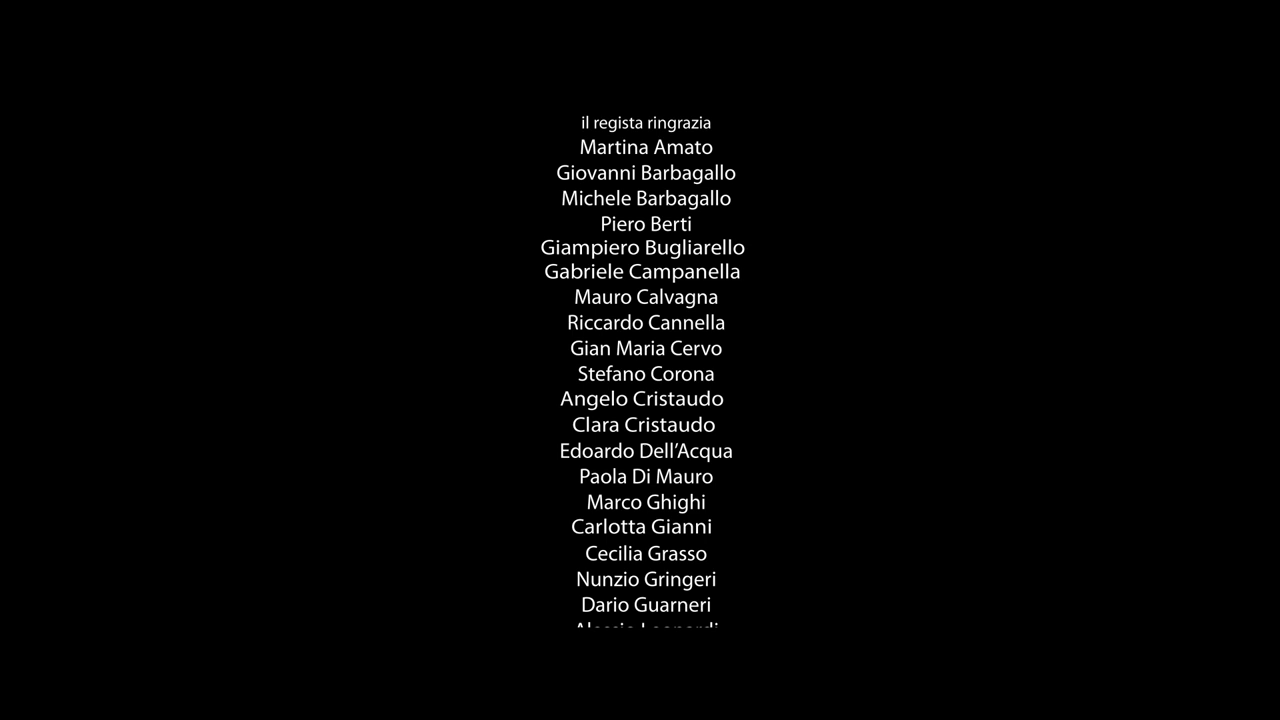 il regista ringrazia
Martina Amato
Giovanni Barbagallo
Michele Barbagallo
Piero Berti
Giampiero Bugliarello
Gabriele Campanella
Mauro Calvagna
Riccardo Cannella
Gian Maria Cervo
Stefano Corona
Angelo Cristaudo
Clara Cristaudo
Edoardo Dell’Acqua
Paola Di Mauro
Marco Ghighi
Carlotta Gianni
Cecilia Grasso
Nunzio Gringeri
Dario Guarneri